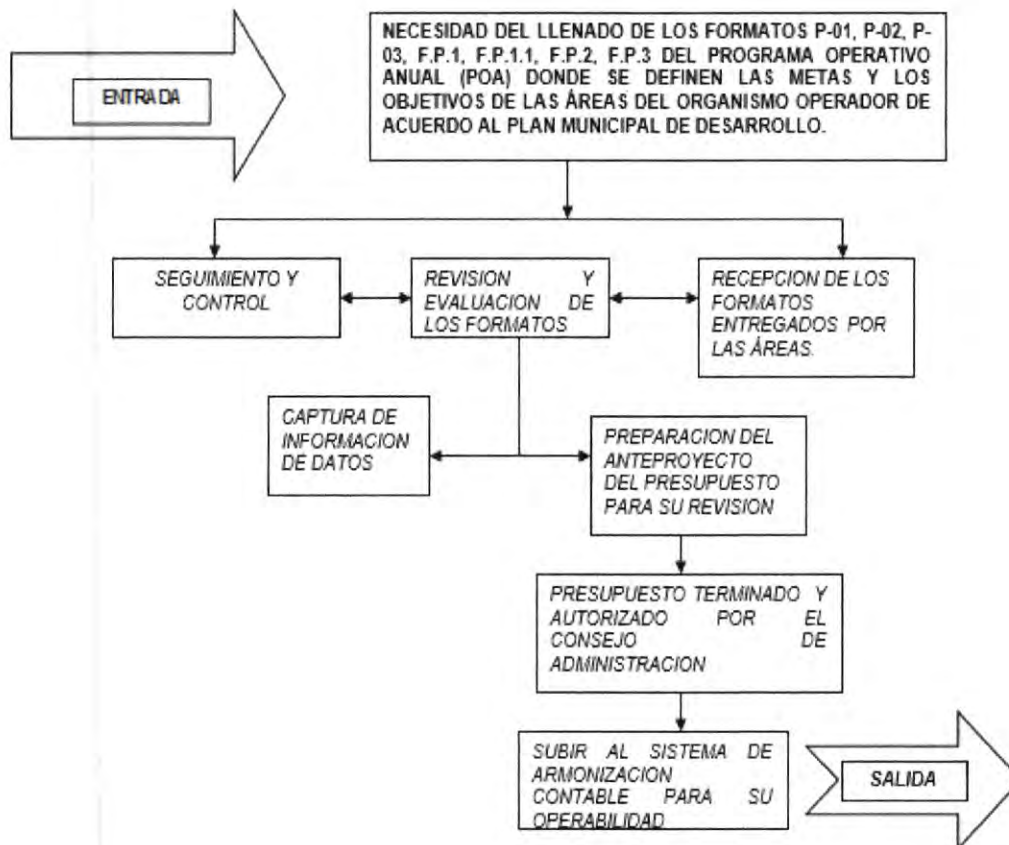 ENTRADA
NECESIDAD DEL LLENADO DE LOS FORMATOS P-01, P-02, P-
03, F.P.1, F.P.1.1, F.P.2, F.P.3 DEL PROGRAMA OPERATIVO
ANUAL (POA) DONDE SE DEFINEN LAS METAS Y LOS
OBJETIVOS DE LAS ÁREAS DEL ORGANISMO OPERADOR DE
ACUERDO AL PLAN MUNICIPAL DE DESARROLLO.
SEGUIMIENTO Y
CONTROL
REVISION Y
EVALUACION DE
LOS FORMATOS
RECEPCION DE LOS
FORMATOS
ENTREGADOS POR
LAS ÁREAS.
CAPTURA DE
INFORMACION
DE DATOS
PREPARACION DEL
ANTEPROYECTO
DEL PRESUPUESTO
PARA SU REVISION
PRESUPUESTO TERMINADO Y
AUTORIZADO POR EL
CONSEJO DE
ADMINISTRACION
SUBIR AL SISTEMA DE
ARMONIZACION
CONTABLE PARA SU
OPERABILIDAD
SALIDA